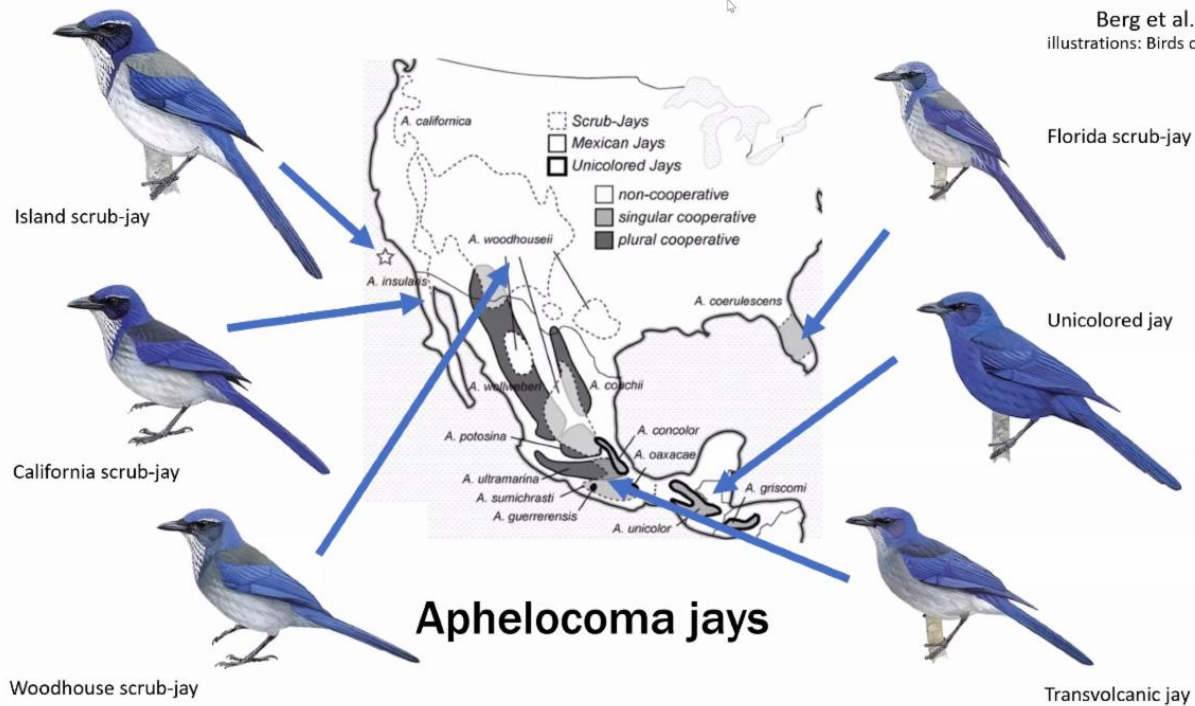 Berg et al.
illustrations: Birds
Island scrub-jay
California scrub-jay
Woodhouse scrub-jay
A. californica
Scrub-Jays
Mexican Jays
Unicolored Jays
non-cooperative
singular cooperative
plural cooperative
A. woodhouseii
A. insularis
A. coerulescens
A. wollweberi
A. couchii
A. potosina
A. concolor
A. oaxacae
A. ultramarina
A. sumichrasti
A. guerrerensis
A. griscomi
A. unicolor
Florida scrub-jay
Unicolored jay
Transvolcanic jay
Aphelocoma jays